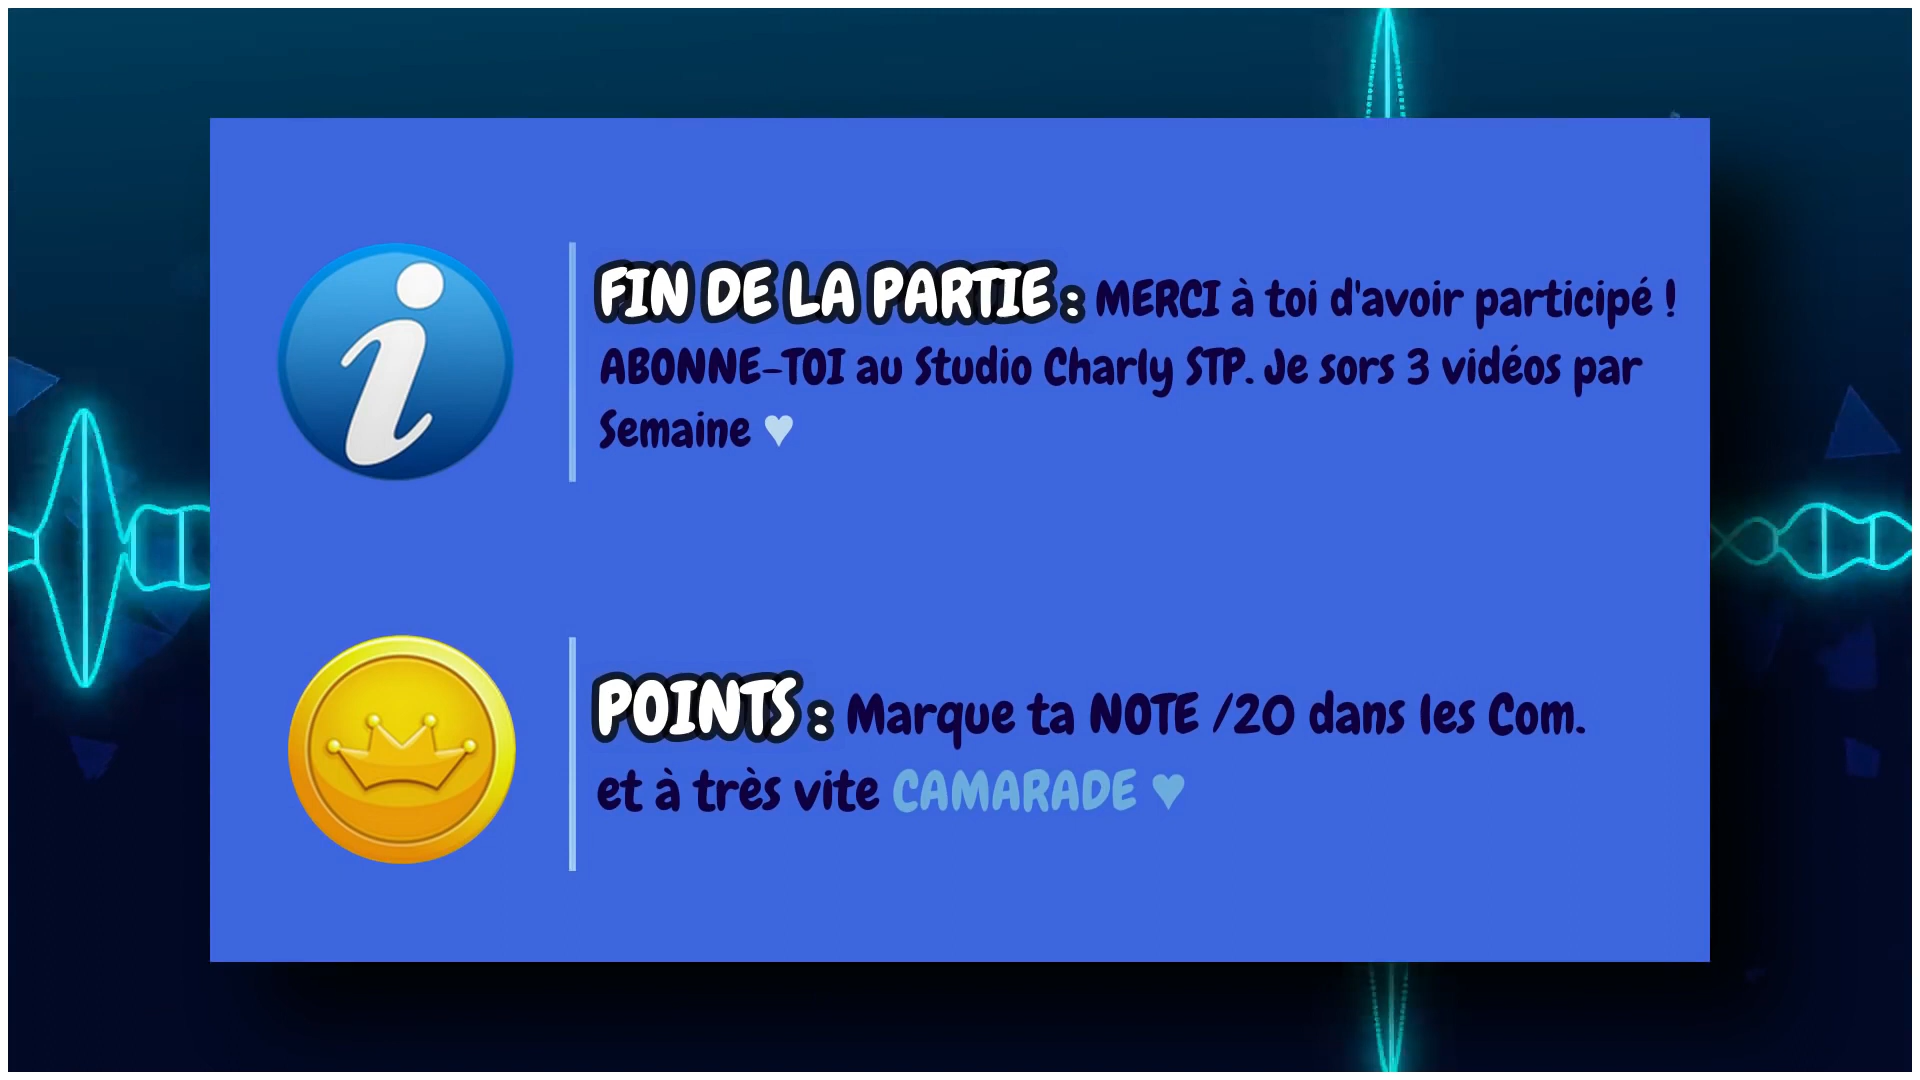 FIN DE LA PARTIE : MERCI à toi d'avoir participé !
ABONNE-TOI au Studio Charly STP. Je sors 3 vidéos par
Semaine ♥
POINTS : Marque ta NOTE /20 dans les Com.
et à très vite CAMARADE ♥